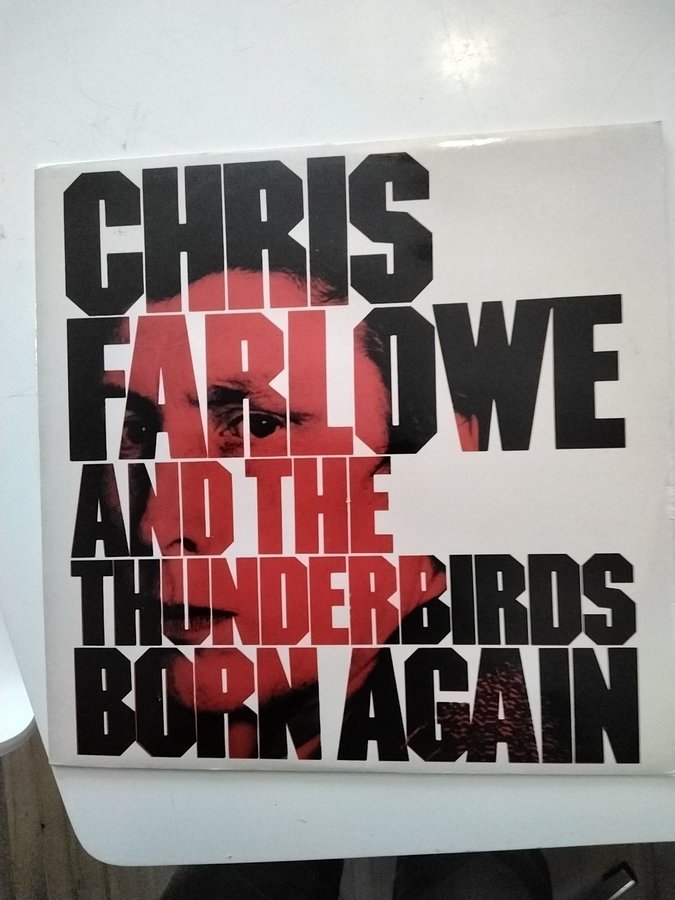 CHRIS
FARLOWE
AND THE
THUNDERBIRDS
BORN AGAIN